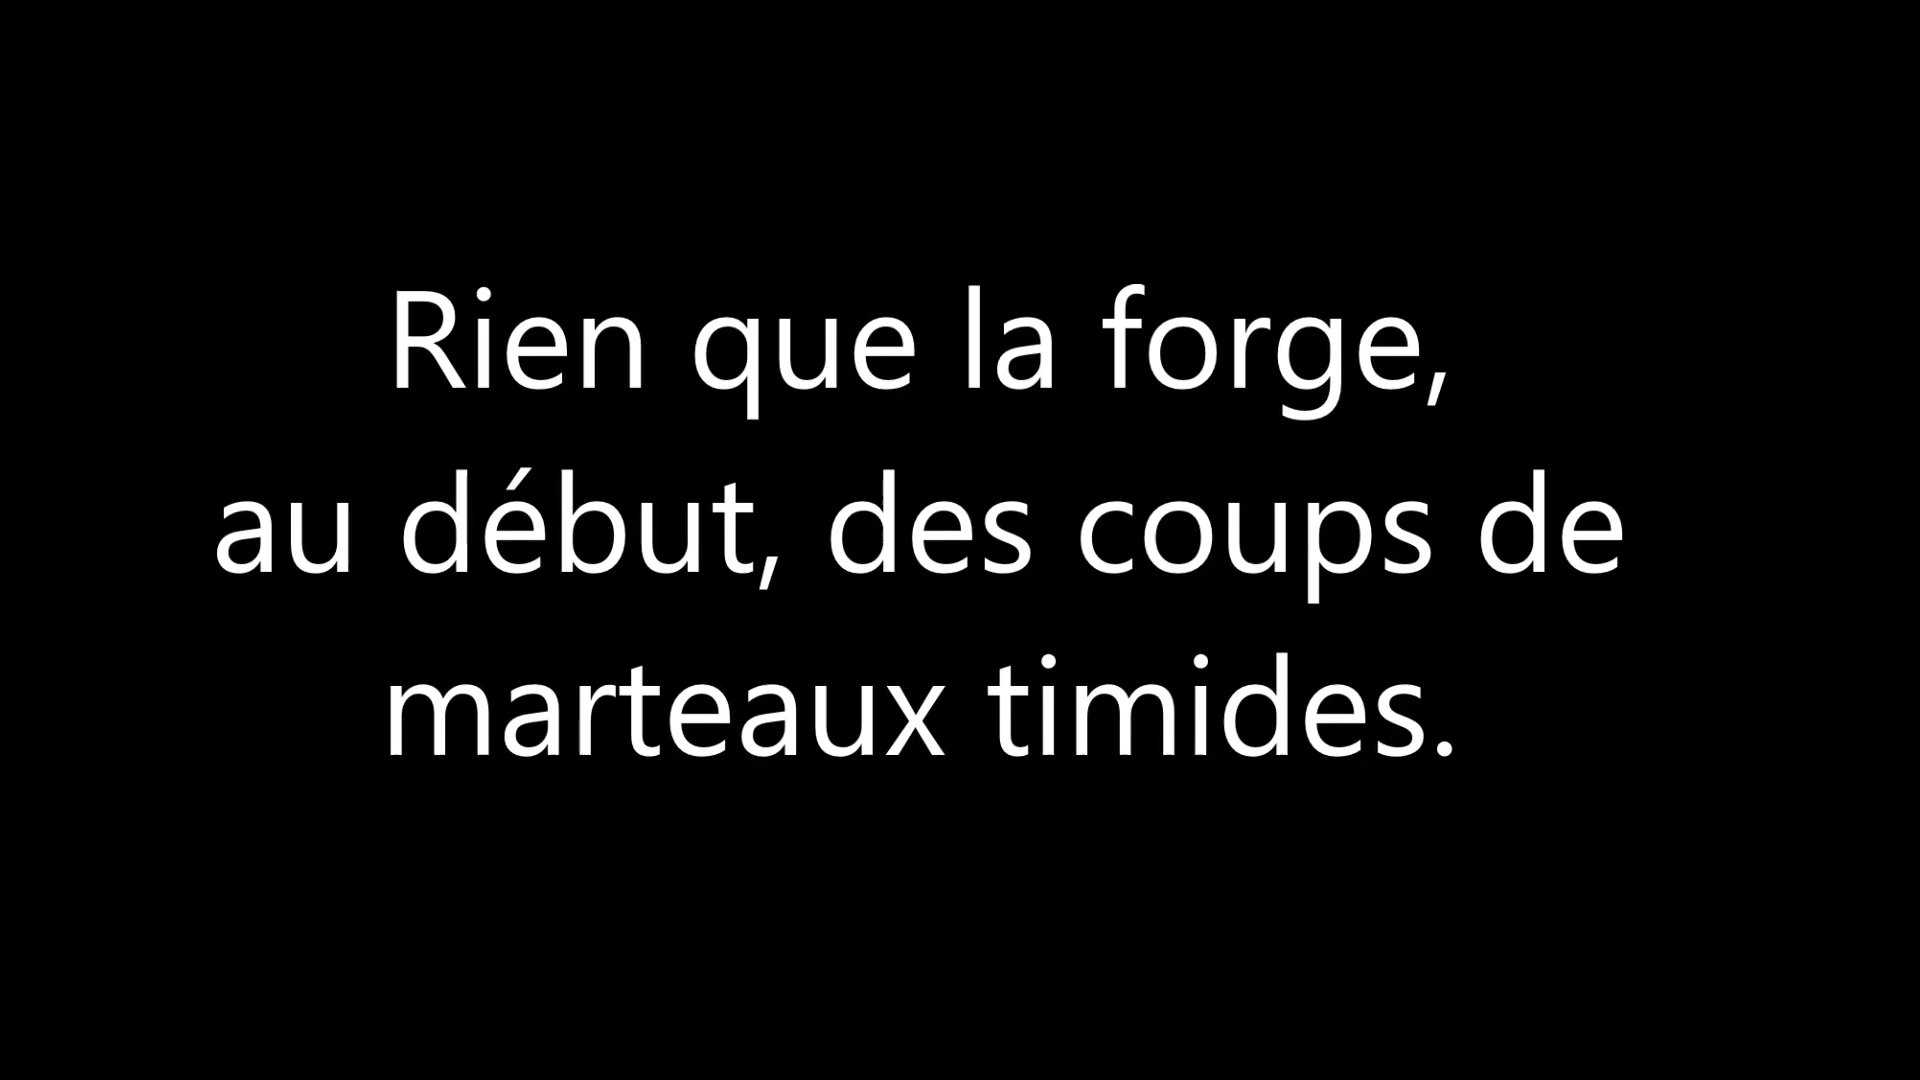 Rien que la forge,
au début, des coups de
marteaux timides.